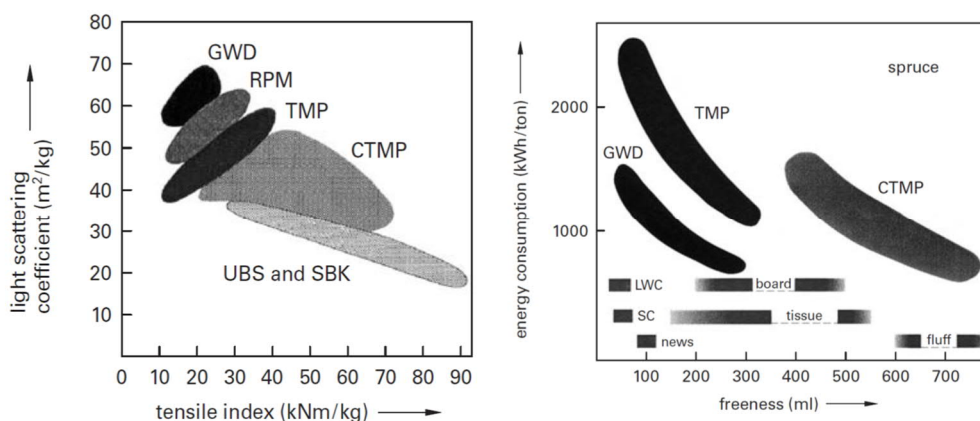 80
70
60
50
40
30
20
10
0
light scattering
coefficient (m²/kg)
GWD
RPM
TMP
CTMP
UBS and SBK
0 10 20 30 40 50 60 70 80 90
tensile index (kNm/kg)
energy consumption (kWh/ton)
2000
1000
spruce
TMP
GWD
CTMP
LWC
board
SC
tissue
news
fluff
100 200 300 400 500 600 700
freeness (ml)